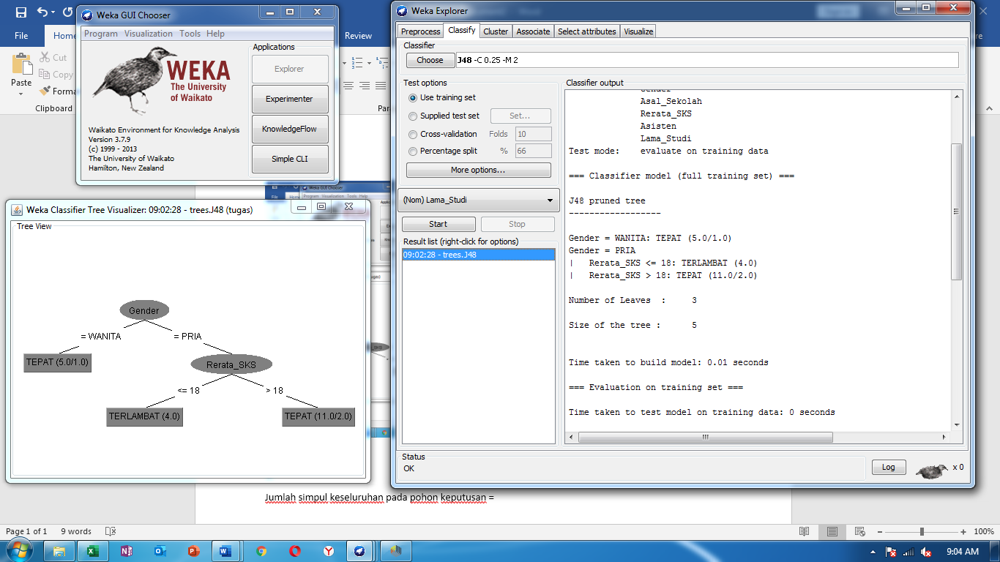 File
Home
Review
Cut
Copy
Paste
Clipboard
Weka GUI Chooser
Program Visualization Tools Help
WEKA
The University
of Waikato
Waikato Environment for Knowledge Analysis
Version 3.7.9
(c) 1999 - 2013
The University of Waikato
Hamilton, New Zealand
Applications
Explorer
Experimenter
KnowledgeFlow
Simple CLI
Weka Classifier Tree Visualizer: 09:02:28 - trees.J48 (tugas)
Tree View
Gender
= WANITA
= PRIA
TEPAT (5.0/1.0)
Rerata_SKS
<= 18
> 18
TERLAMBAT (4.0)
TEPAT (11.0/2.0)
Weka Explorer
Preprocess Classify Cluster Associate Select attributes Visualize
Classifier
Choose J48 -C 0.25 -M 2
Test options
Use training set
Supplied test set Set...
Cross-validation Folds 10
Percentage split % 66
More options...
(Nom) Lama_Studi
Start Stop
Result list (right-click for options)
09:02:28 - trees.J48
Classifier output
Gender
Asal_Sekolah
Rerata_SKS
Asisten
Lama_Studi
Test mode: evaluate on training data
=== Classifier model (full training set) ===
J48 pruned tree
------------------
Gender = WANITA: TEPAT (5.0/1.0)
Gender = PRIA
| Rerata_SKS <= 18: TERLAMBAT (4.0)
| Rerata_SKS > 18: TEPAT (11.0/2.0)
Number of Leaves : 3
Size of the tree : 5
Time taken to build model: 0.01 seconds
=== Evaluation on training set ===
Time taken to test model on training data: 0 seconds
Status
OK
Log
x 0
Jumlah simpul keseluruhan pada pohon keputusan =
Page 1 of 1 9 words
100%
9:04 AM